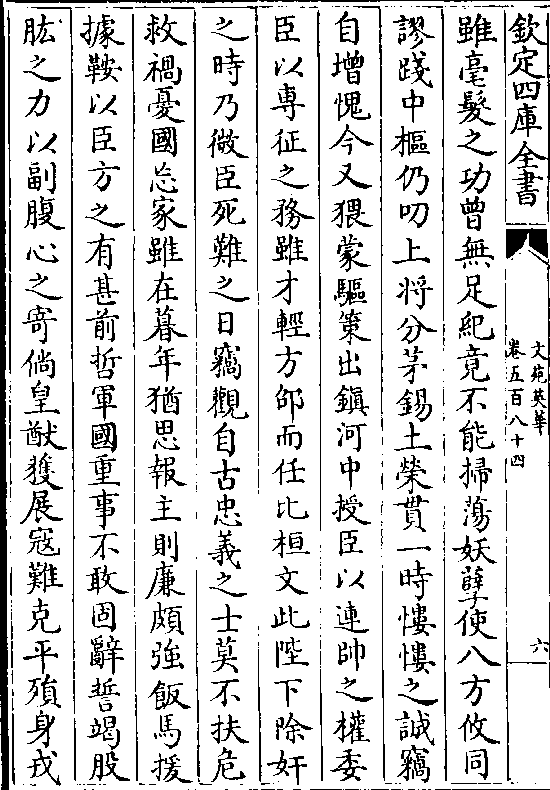 欽定四庫全書
文苑英華
卷五百八十四
六
雖毫髮之功曾無足紀竟不能掃蕩妖孽使八方攸同
謬踐中樞仍叨上將分茅錫土榮貫一時慺慺之誠竊
自增愧今又猥蒙驅策出鎮河中授臣以連帥之權委
臣以專征之務雖才輕方邵而任比桓文此陛下除奸
之時乃微臣死難之日竊觀自古忠義之士莫不扶危
救禍憂國忘家雖在暮年猶思報主則廉頗強飯馬援
據鞍以臣方之有甚前哲軍國重事不敢固辭誓竭股
肱之力以副腹心之寄倘皇猷獲展寇難克平殞身戎